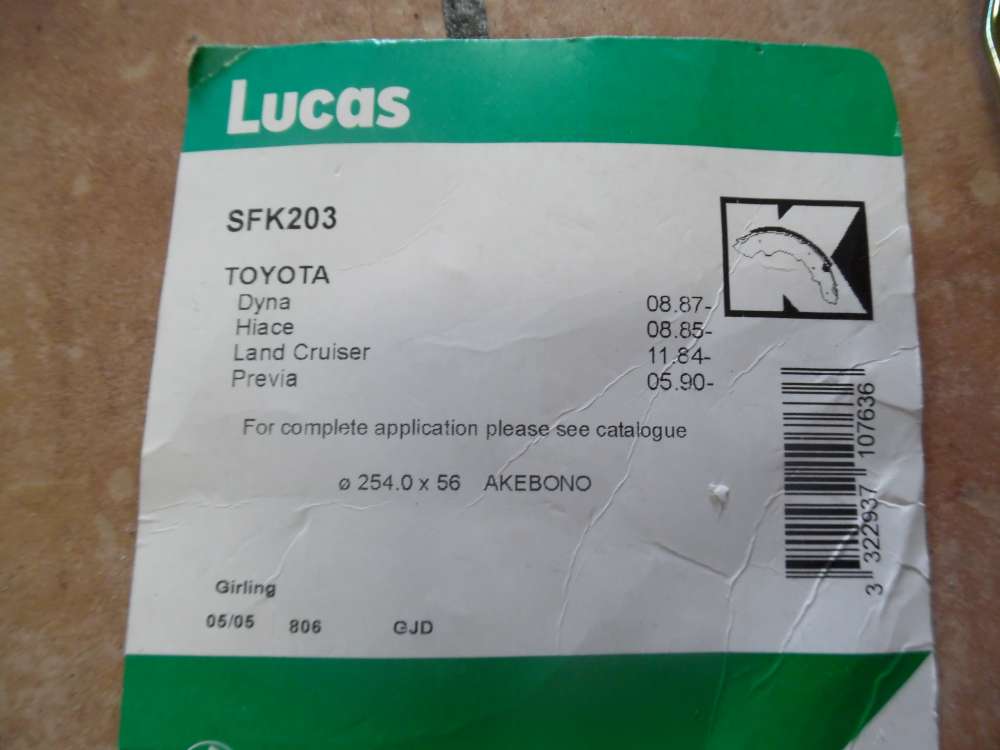 Lucas
SFK203
TOYOTA
Dyna 08.87-
Hiace 08.85-
Land Cruiser 11.84-
Previa 05.90-
For complete application please see catalogue
ø 254.0 x 56 AKEBONO
Girling
05/05 806 GJD
K
3 322937 107636